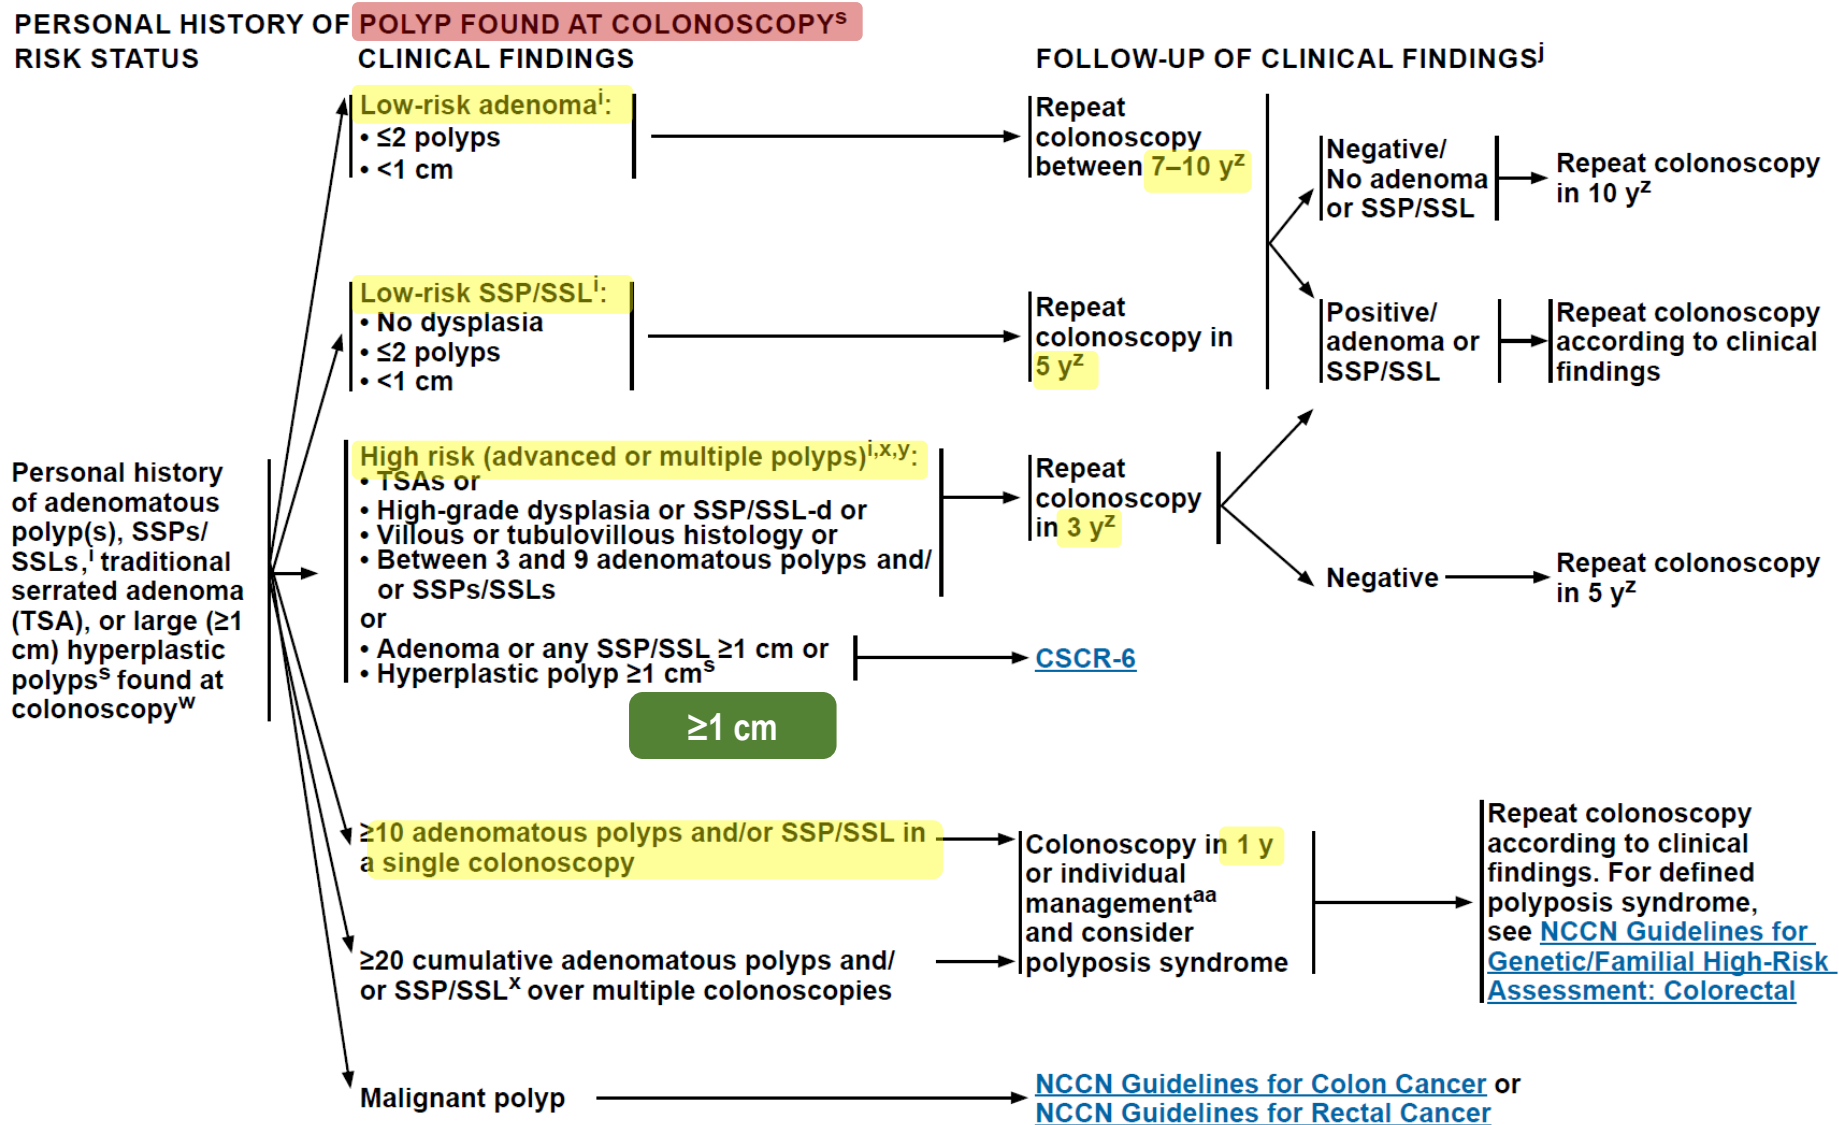 PERSONAL HISTORY OF POLYP FOUND AT COLONOSCOPYˢ
RISK STATUS
CLINICAL FINDINGS
FOLLOW-UP OF CLINICAL FINDINGSʲ
Personal history
of adenomatous
polyp(s), SSPs/
SSLs,ⁱ traditional
serrated adenoma
(TSA), or large (≥1
cm) hyperplastic
polypsˢ found at
colonoscopyʷ
Low-risk adenomaⁱ:
• ≤2 polyps
• <1 cm
Repeat
colonoscopy
between 7–10 yᶻ
Low-risk SSP/SSLⁱ:
• No dysplasia
• ≤2 polyps
• <1 cm
Repeat
colonoscopy in
5 yᶻ
Negative/
No adenoma
or SSP/SSL
Repeat colonoscopy
in 10 yᶻ
Positive/
adenoma or
SSP/SSL
Repeat colonoscopy
according to clinical
findings
High risk (advanced or multiple polyps)ⁱ,ˣ,ʸ:
• TSAs or
• High-grade dysplasia or SSP/SSL-d or
• Villous or tubulovillous histology or
• Between 3 and 9 adenomatous polyps and/
or SSPs/SSLs
or
• Adenoma or any SSP/SSL ≥1 cm or
• Hyperplastic polyp ≥1 cmˢ
≥1 cm
Repeat
colonoscopy
in 3 yᶻ
Negative
Repeat colonoscopy
in 5 yᶻ
CSCR-6
≥10 adenomatous polyps and/or SSP/SSL in
a single colonoscopy
≥20 cumulative adenomatous polyps and/
or SSP/SSLˣ over multiple colonoscopies
Colonoscopy in 1 y
or individual
managementᵃᵃ
and consider
polyposis syndrome
Repeat colonoscopy
according to clinical
findings. For defined
polyposis syndrome,
see NCCN Guidelines for
Genetic/Familial High-Risk
Assessment: Colorectal
Malignant polyp
NCCN Guidelines for Colon Cancer or
NCCN Guidelines for Rectal Cancer